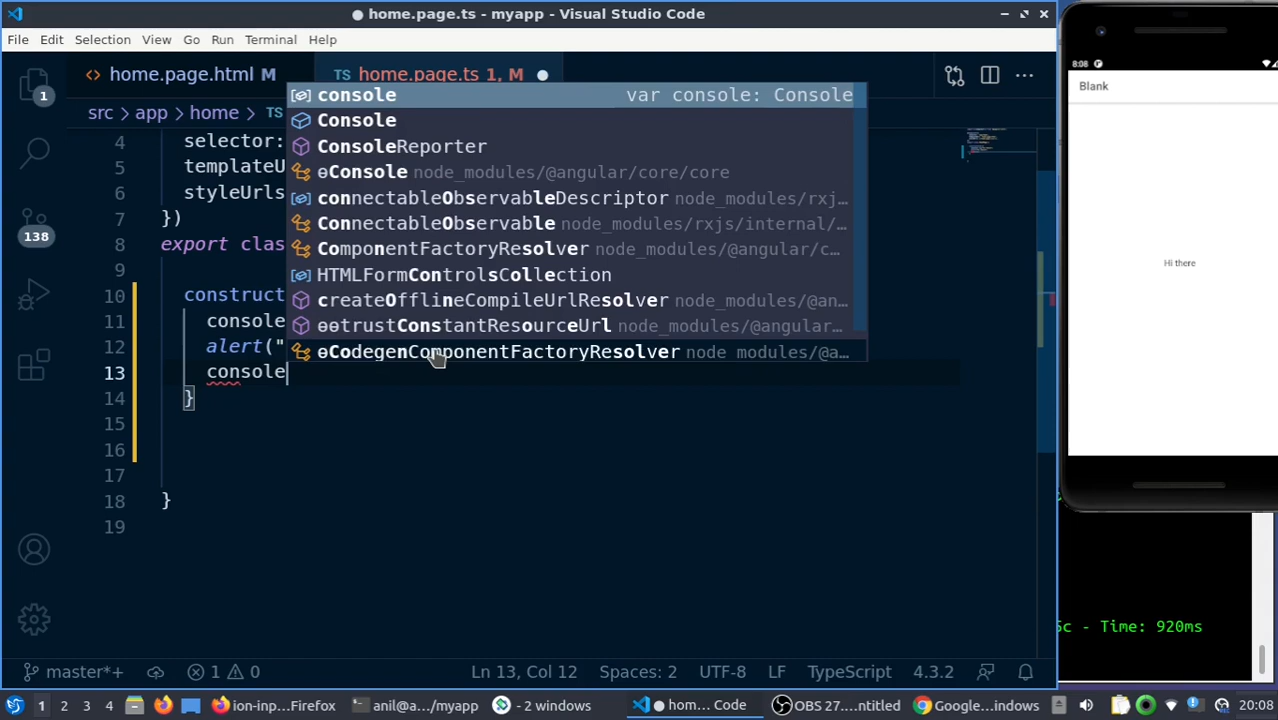 home.page.ts - myapp - Visual Studio Code
File Edit Selection View Go Run Terminal Help
<> home.page.html M
TS home.page.ts 1, M
src > app > home > TS
console var console: Console
Console
ConsoleReporter
ɵConsole node_modules/@angular/core/core
connectableObservableDescriptor node_modules/rxj…
ConnectableObservable node_modules/rxjs/internal/…
ComponentFactoryResolver node_modules/@angular/c…
HTMLFormControlsCollection
createOfflineCompileUrlResolver node_modules/@an…
ɵɵtrustConstantResourceUrl node_modules/@angular…
ɵCodegenComponentFactoryResolver node_modules/@a…
4 selector:
5 templateU
6 styleUrls
7 })
8 export clas
9
10 construct
11 console
12 alert("
13 console
14 }
15
16
17
18 }
19
1
138
master*+ 1 0 Ln 13, Col 12 Spaces: 2 UTF-8 LF TypeScript 4.3.2
8:08
Blank
Hi there
c - Time: 920ms
1 2 3 4 ion-inp...Firefox anil@a.../myapp - 2 windows hom... Code OBS 27....ntitled Google...indows 20:08